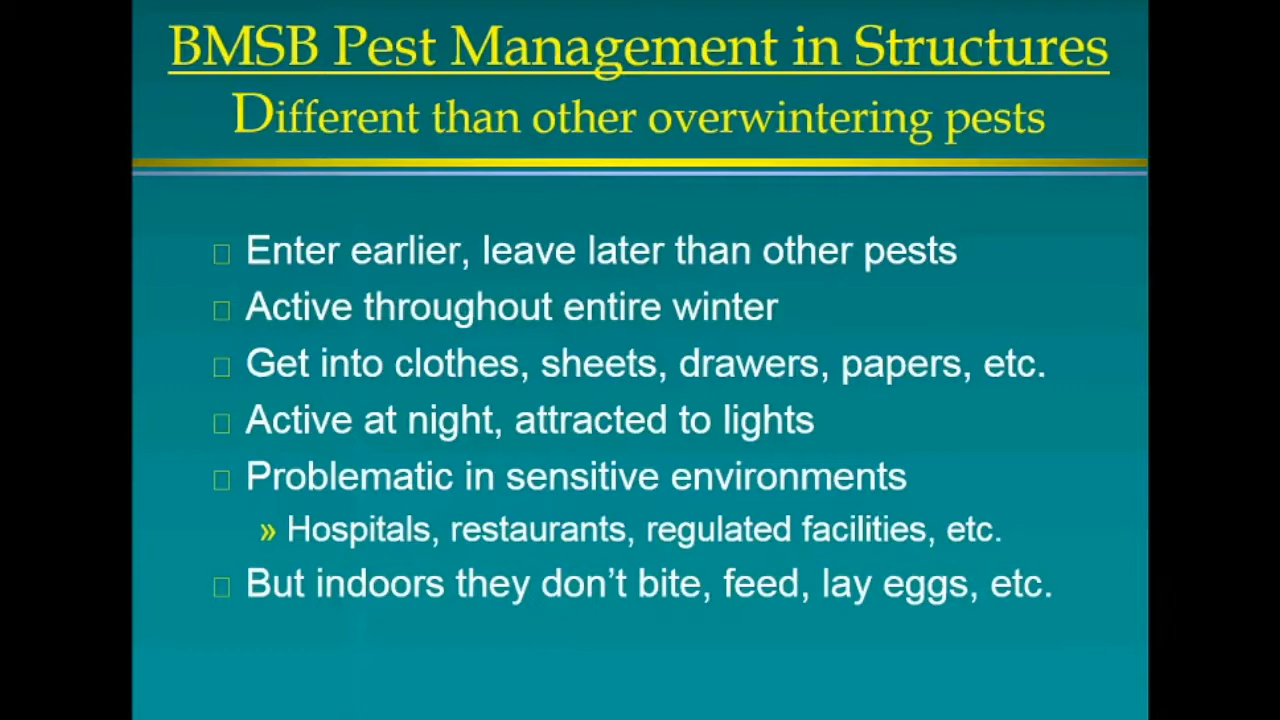 BMSB Pest Management in Structures
Different than other overwintering pests
Enter earlier, leave later than other pests
Active throughout entire winter
Get into clothes, sheets, drawers, papers, etc.
Active at night, attracted to lights
Problematic in sensitive environments
» Hospitals, restaurants, regulated facilities, etc.
But indoors they don’t bite, feed, lay eggs, etc.